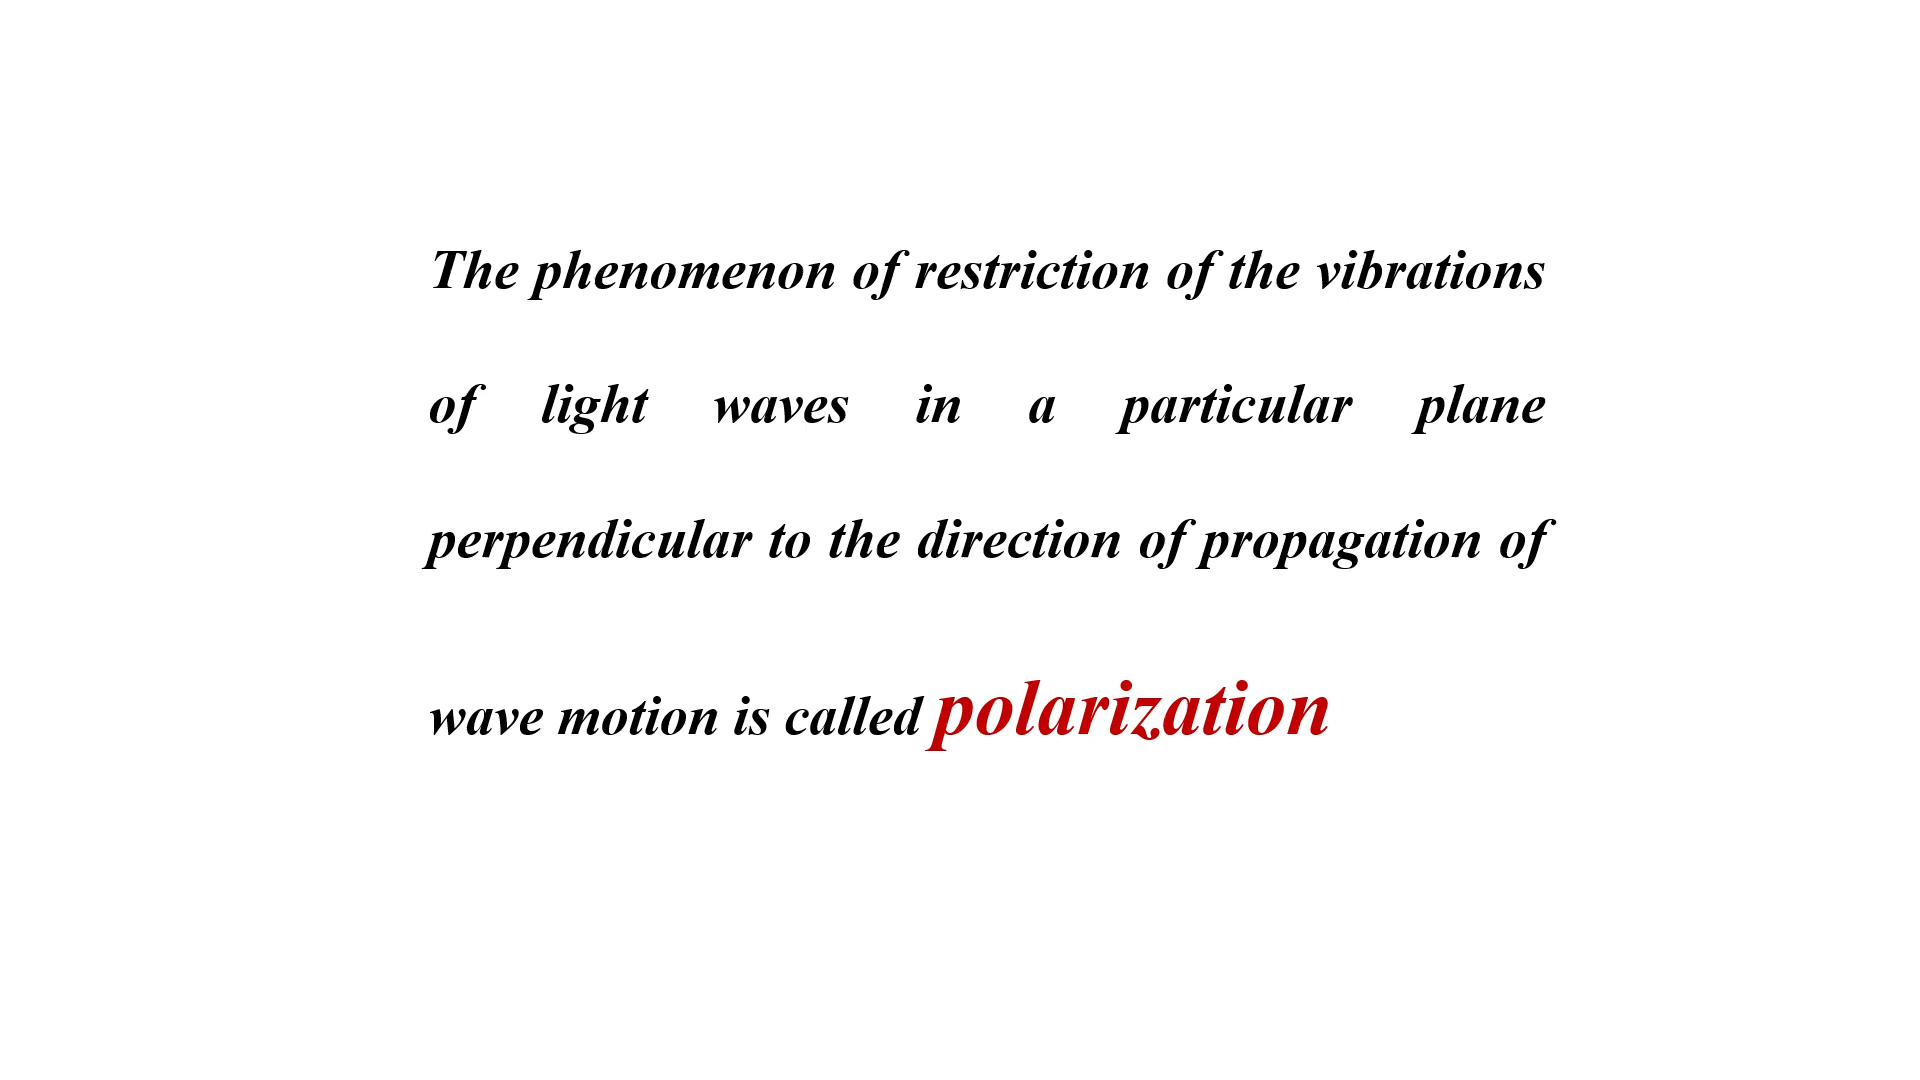 The phenomenon of restriction of the vibrations
of light waves in a particular plane
perpendicular to the direction of propagation of
wave motion is called polarization